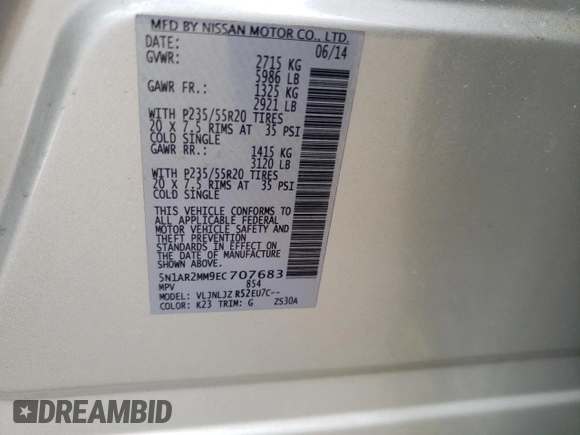 MFD BY NISSAN MOTOR CO., LTD.
DATE: 06/14
GVWR: 2715 KG
5986 LB
GAWR FR.: 1325 KG
2921 LB
WITH P235/55R20 TIRES
20 X 7.5 RIMS AT 35 PSI
COLD SINGLE
GAWR RR.: 1415 KG
3120 LB
WITH P235/55R20 TIRES
20 X 7.5 RIMS AT 35 PSI
COLD SINGLE
THIS VEHICLE CONFORMS TO
ALL APPLICABLE FEDERAL
MOTOR VEHICLE SAFETY AND
THEFT PREVENTION
STANDARDS IN EFFECT ON
THE DATE OF MANUFACTURE
SHOWN ABOVE.
5N1AR2MM9EC707683
MPV 854
MODEL: VLJNLJZ R52EU7C--
COLOR: K23 TRIM: G ZS30A
DREAMBID